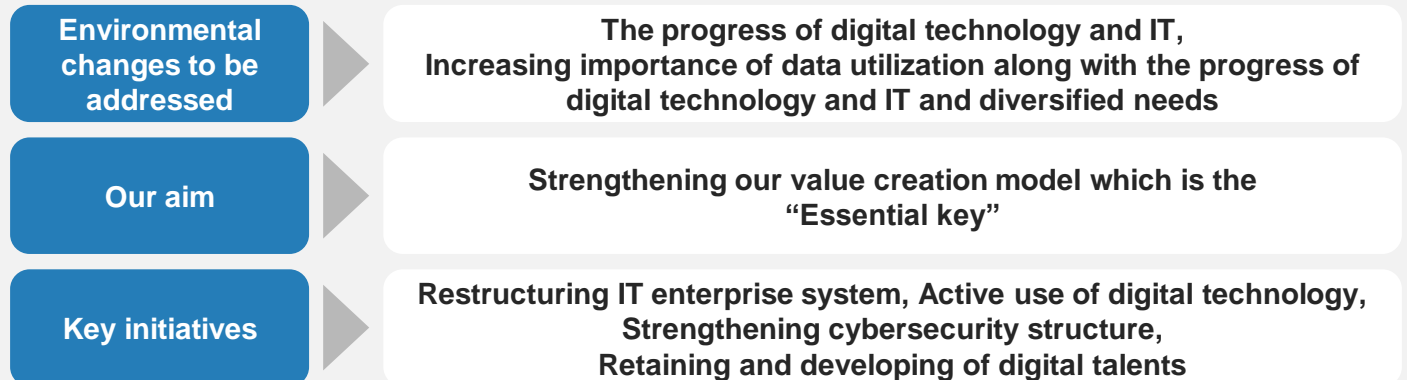 Environmental
changes to be
addressed
The progress of digital technology and IT,
Increasing importance of data utilization along with the progress of
digital technology and IT and diversified needs
Our aim
Strengthening our value creation model which is the
“Essential key”
Key initiatives
Restructuring IT enterprise system, Active use of digital technology,
Strengthening cybersecurity structure,
Retaining and developing of digital talents